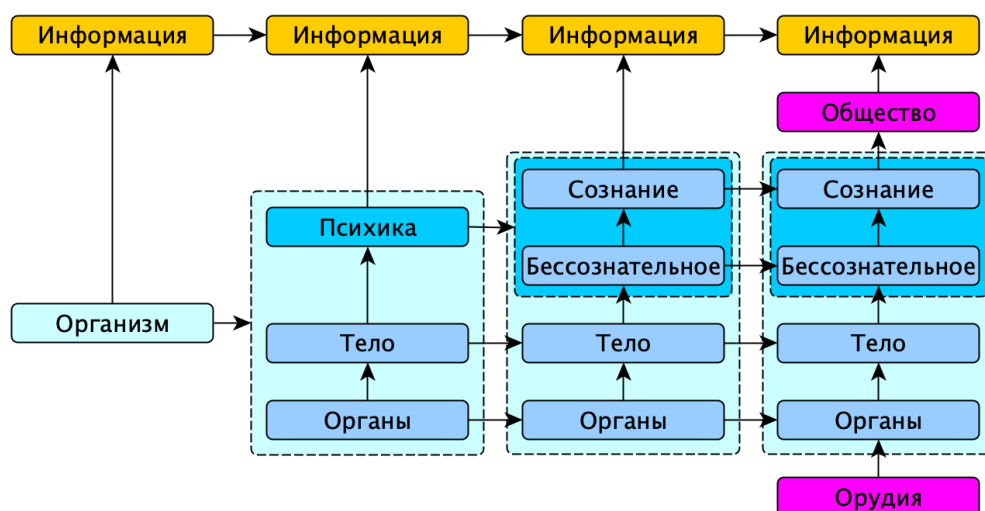 Информация
Информация
Информация
Информация
Общество
Сознание
Сознание
Психика
Бессознательное
Бессознательное
Организм
Тело
Тело
Тело
Органы
Органы
Органы
Орудия